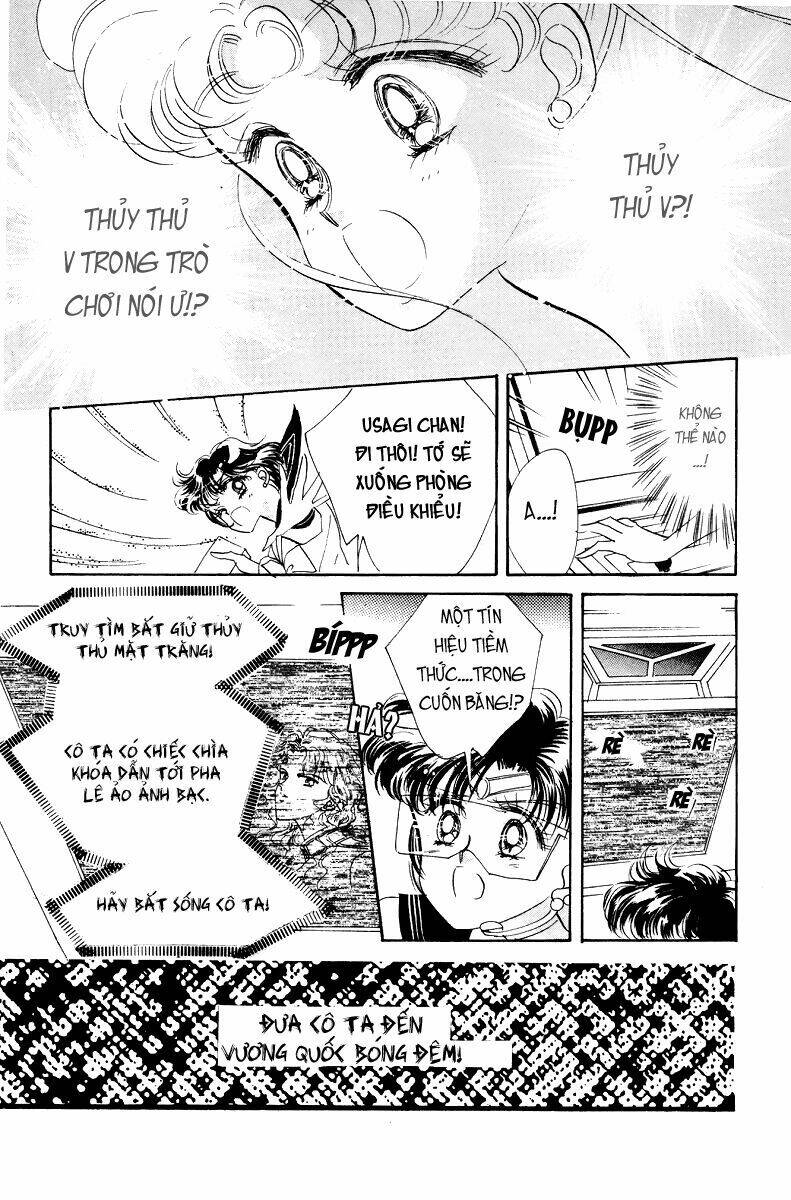 THỦY
THỦ V?!
THỦY THỦ
V TRONG TRÒ
CHƠI NÓI Ư!?
KHÔNG
THỂ NÀO
...!
BỤPP
A...!
USAGI CHAN!
ĐI THÔI! TỚ SẼ
XUỐNG PHÒNG
ĐIỀU KHIỂU!
RÈ
RÈ
RÈ
MỘT TÍN
HIỆU TIỀM
THỨC....TRONG
CUỐN BĂNG!?
BÍPPP
HẢ?
TRUY TÌM BẮT GIỮ THỦY
THỦ MẶT TRĂNG!
CÔ TA CÓ CHIẾC CHÌA
KHÓA DẪN TỚI PHA
LÊ ẢO ẢNH BẠC.
HÃY BẮT SỐNG CÔ TA!
ĐƯA CÔ TA ĐẾN
VƯƠNG QUỐC BÓNG ĐÊM!